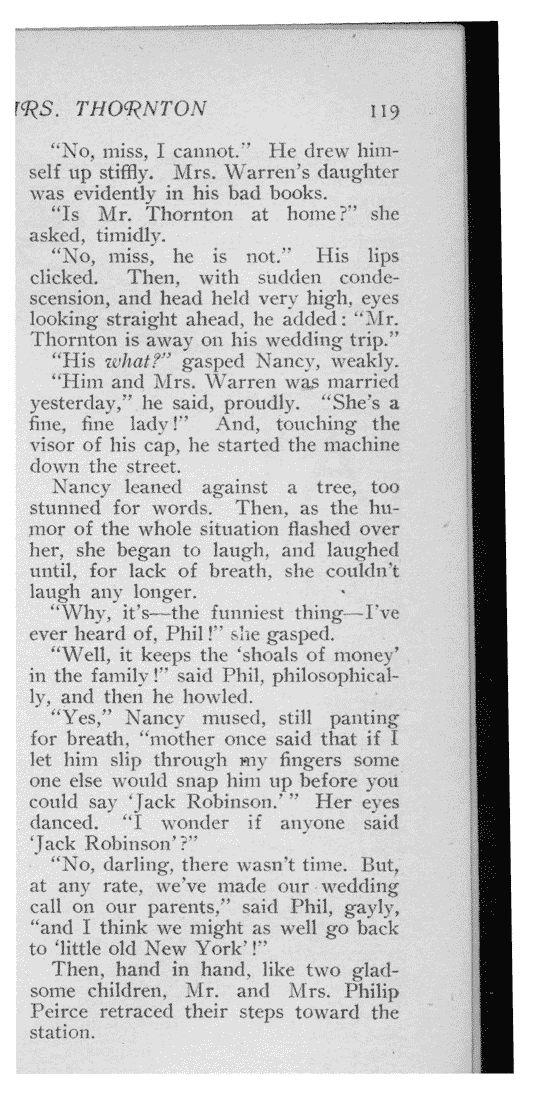 RS. THORNTON 119
"No, miss, I cannot." He drew him-
self up stiffly. Mrs. Warren's daughter
was evidently in his bad books.
"Is Mr. Thornton at home?" she
asked, timidly.
"No, miss, he is not." His lips
clicked. Then, with sudden conde-
scension, and head held very high, eyes
looking straight ahead, he added: "Mr.
Thornton is away on his wedding trip."
"His what?" gasped Nancy, weakly.
"Him and Mrs. Warren was married
yesterday," he said, proudly. "She's a
fine, fine lady!" And, touching the
visor of his cap, he started the machine
down the street.
Nancy leaned against a tree, too
stunned for words. Then, as the hu-
mor of the whole situation flashed over
her, she began to laugh, and laughed
until, for lack of breath, she couldn't
laugh any longer.
"Why, it's—the funniest thing—I've
ever heard of, Phil!" she gasped.
"Well, it keeps the 'shoals of money'
in the family!" said Phil, philosophical-
ly, and then he howled.
"Yes," Nancy mused, still panting
for breath, "mother once said that if I
let him slip through my fingers some
one else would snap him up before you
could say 'Jack Robinson.'" Her eyes
danced. "I wonder if anyone said
'Jack Robinson'?"
"No, darling, there wasn't time. But,
at any rate, we've made our wedding
call on our parents," said Phil, gayly,
"and I think we might as well go back
to 'little old New York'!"
Then, hand in hand, like two glad-
some children, Mr. and Mrs. Philip
Peirce retraced their steps toward the
station.